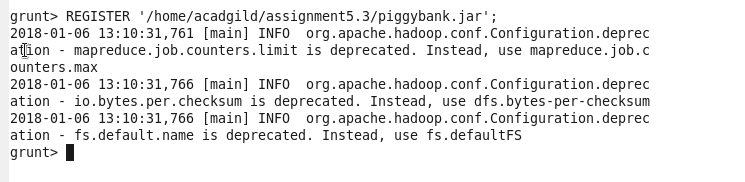 grunt> REGISTER '/home/acadgild/assignment5.3/piggybank.jar';
2018-01-06 13:10:31,761 [main] INFO  org.apache.hadoop.conf.Configuration.deprec
ation - mapreduce.job.counters.limit is deprecated. Instead, use mapreduce.job.c
ounters.max
2018-01-06 13:10:31,766 [main] INFO  org.apache.hadoop.conf.Configuration.deprec
ation - io.bytes.per.checksum is deprecated. Instead, use dfs.bytes-per-checksum
2018-01-06 13:10:31,766 [main] INFO  org.apache.hadoop.conf.Configuration.deprec
ation - fs.default.name is deprecated. Instead, use fs.defaultFS
grunt>